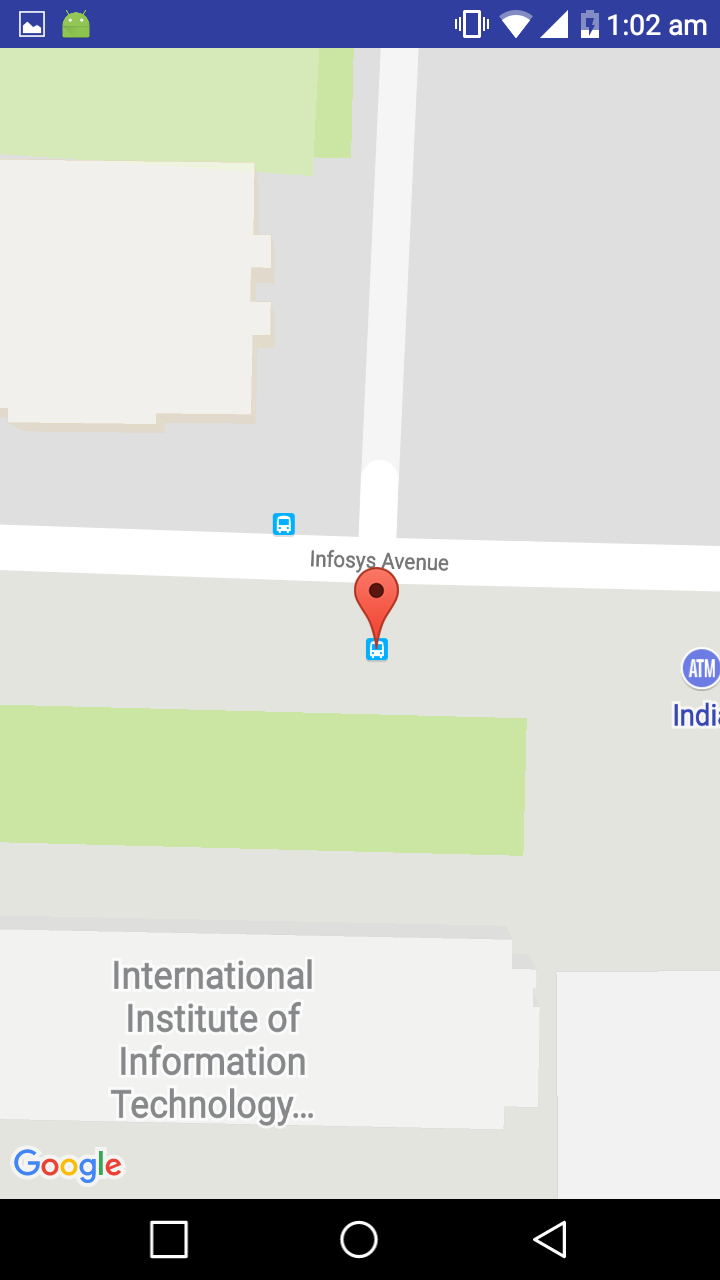 1:02 am
Infosys Avenue
ATM
India
International
Institute of
Information
Technology...
Google